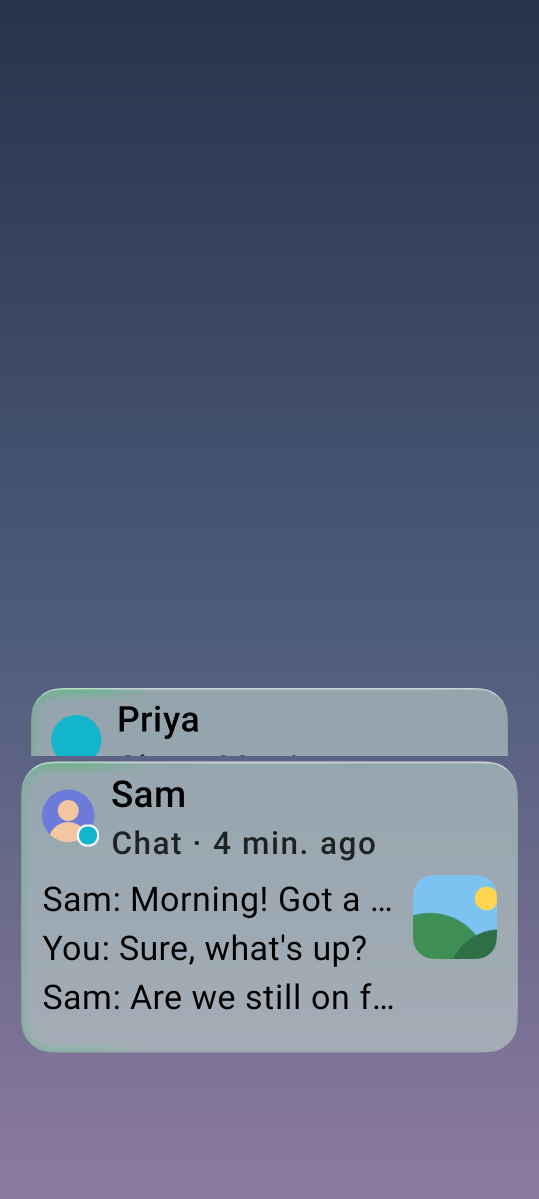 Priya
Sam
Chat · 4 min. ago
Sam: Morning! Got a …
You: Sure, what's up?
Sam: Are we still on f…